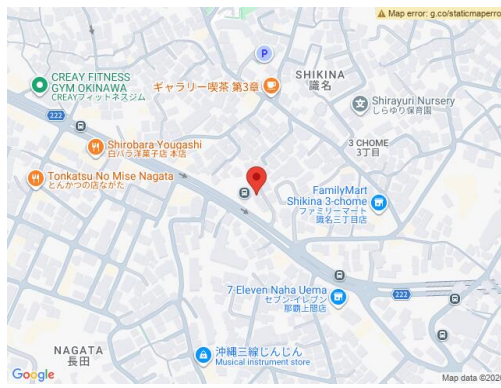 Map error: g.co/staticmaperro
P
CREAY FITNESS
GYM OKINAWA
CREAYフィットネスジム
ギャラリー喫茶 第3章
SHIKINA
識名
Shirayuri Nursery
しらゆり保育園
222
Shirobara Yougashi
白バラ洋菓子店 本店
3 CHOME
3丁目
Tonkatsu No Mise Nagata
とんかつの店ながた
FamilyMart
Shikina 3-chome
ファミリーマート
識名三丁目店
7-Eleven Naha Uema
セブン-イレブン
那覇上間店
222
NAGATA
長田
沖縄三線じんじん
Musical instrument store
Google
Map data ©202